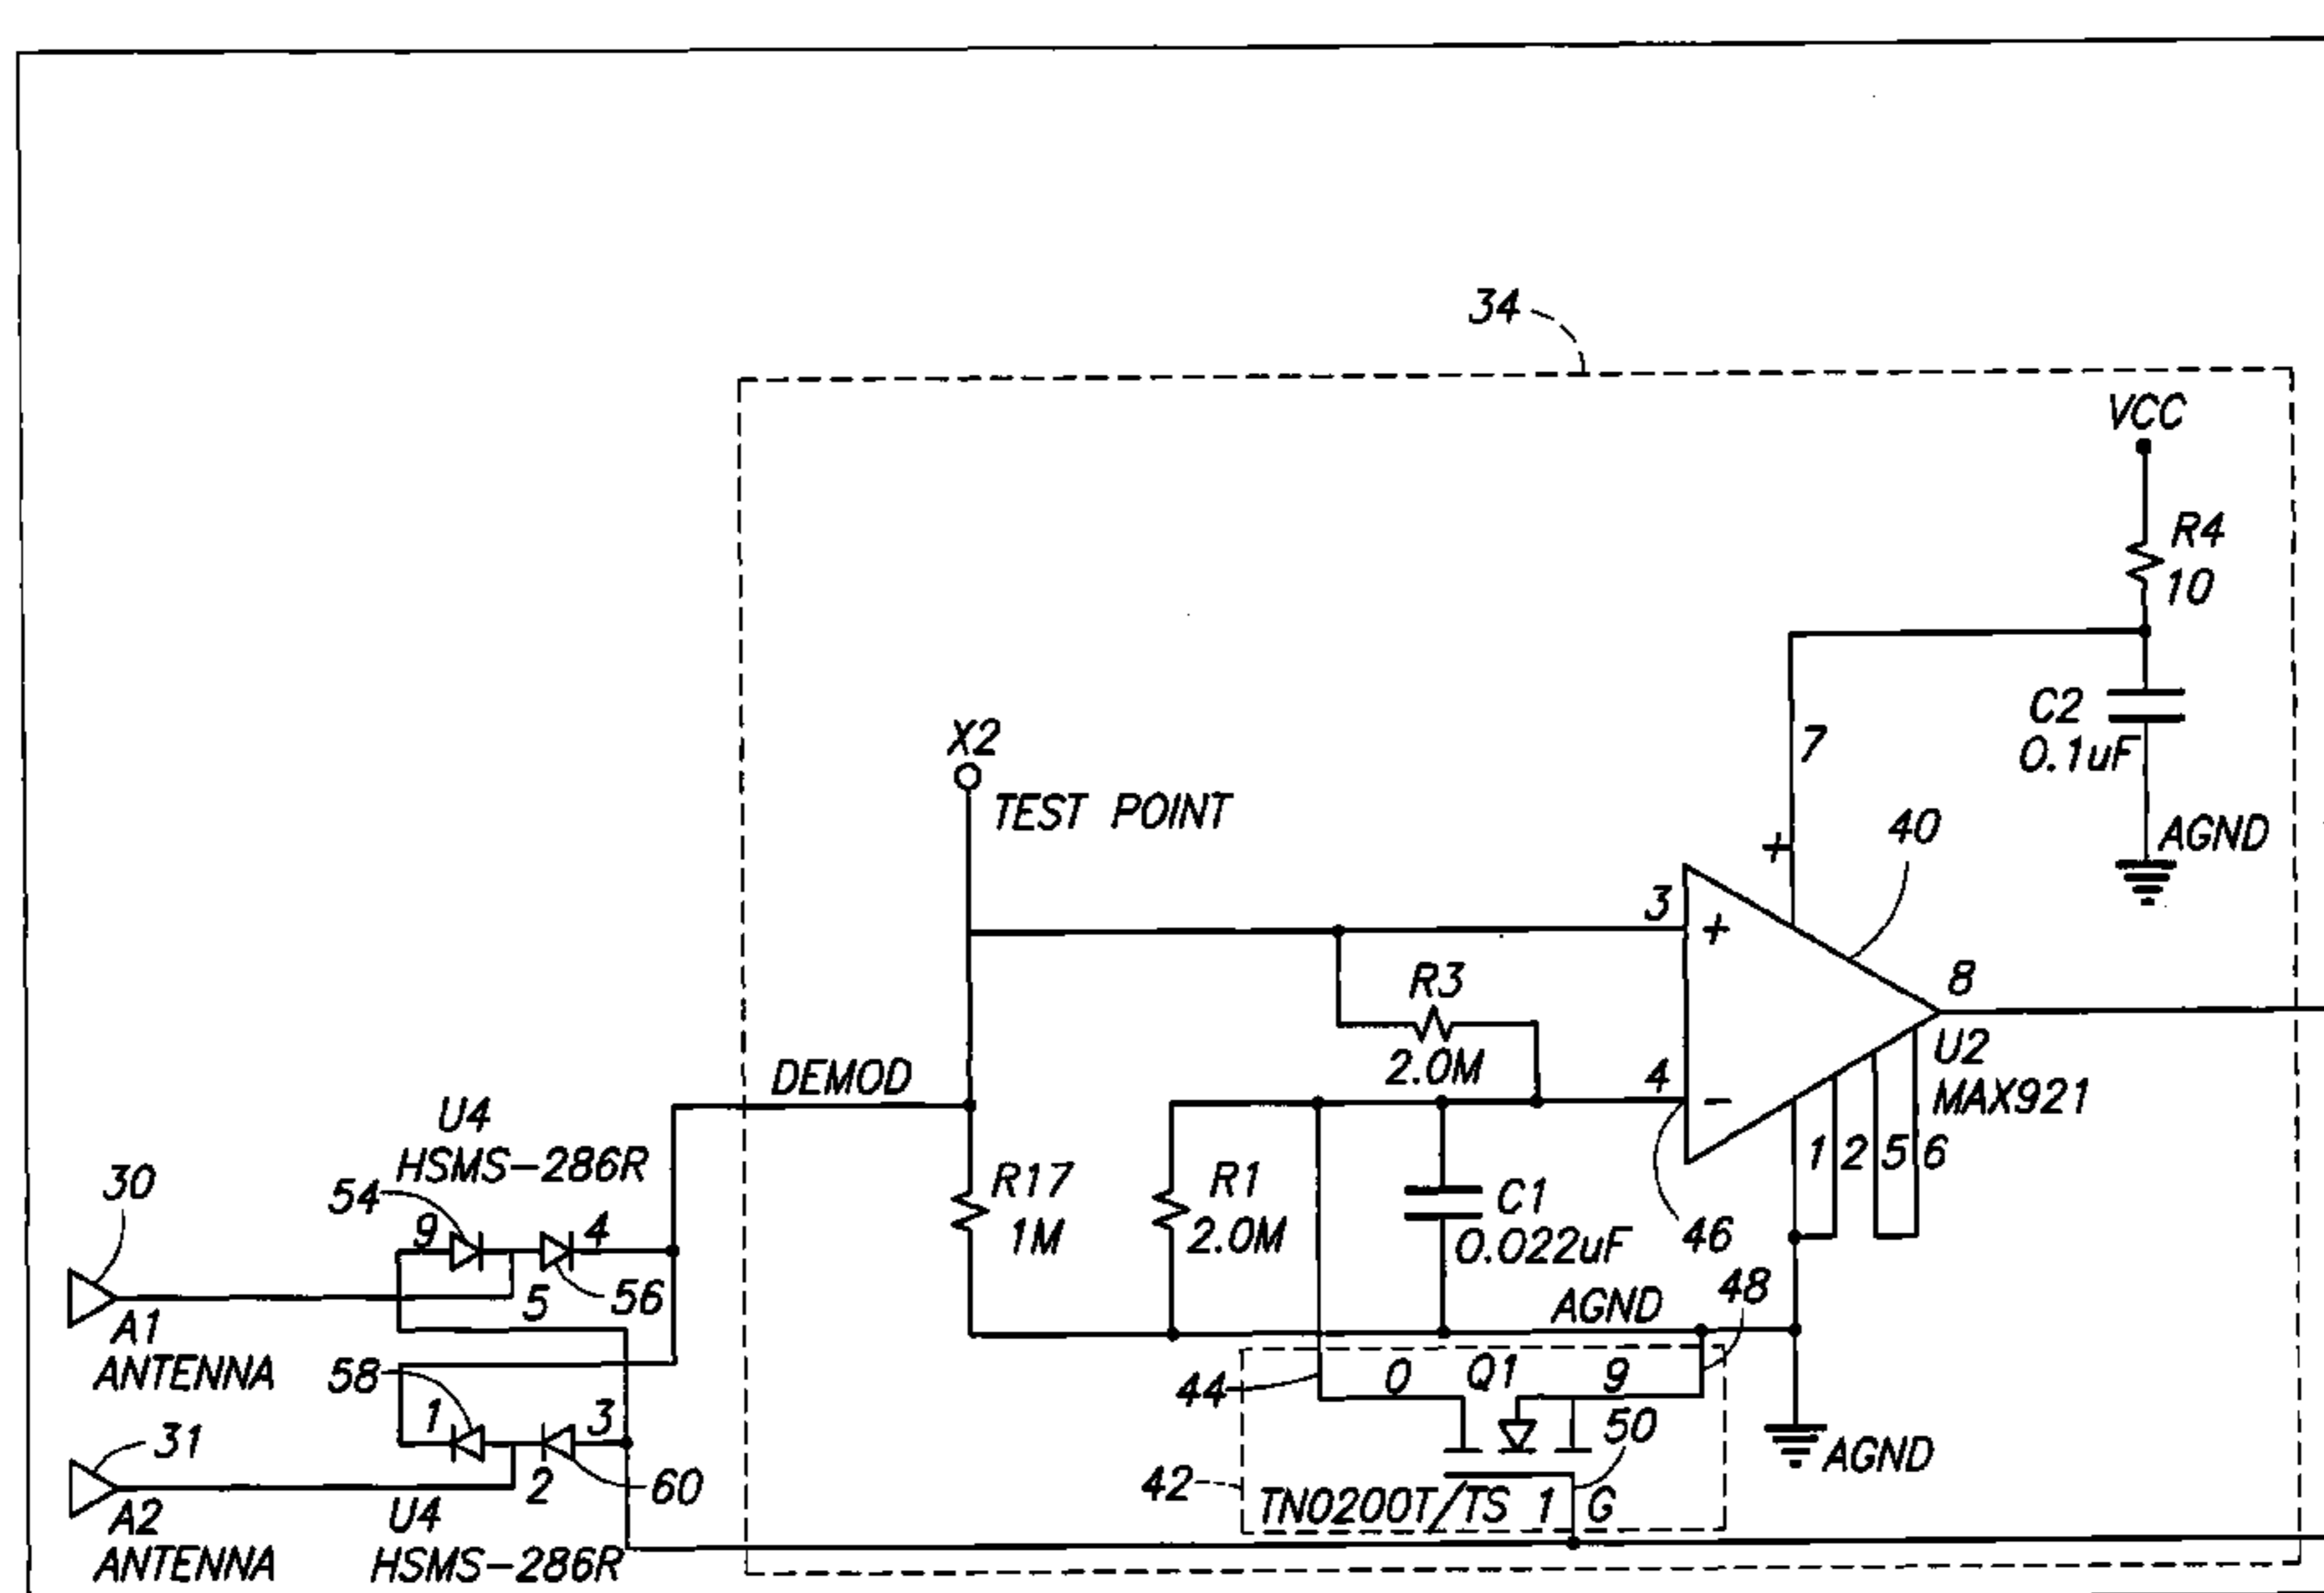 34
VCC
R4
10
C2
0.1uF
AGND
7
X2
TEST POINT
+
40
3
+
R3
2.0M
8
U2
MAX921
DEMOD
4
-
1 2 5 6
46
U4
HSMS-286R
30
54
9
4
5
56
A1
ANTENNA
R17
1M
R1
2.0M
C1
0.022uF
AGND
48
58
1
3
31
2
60
A2
ANTENNA
U4
HSMS-286R
44
0
Q1
9
50
42
TN0200T/TS 1 G
AGND